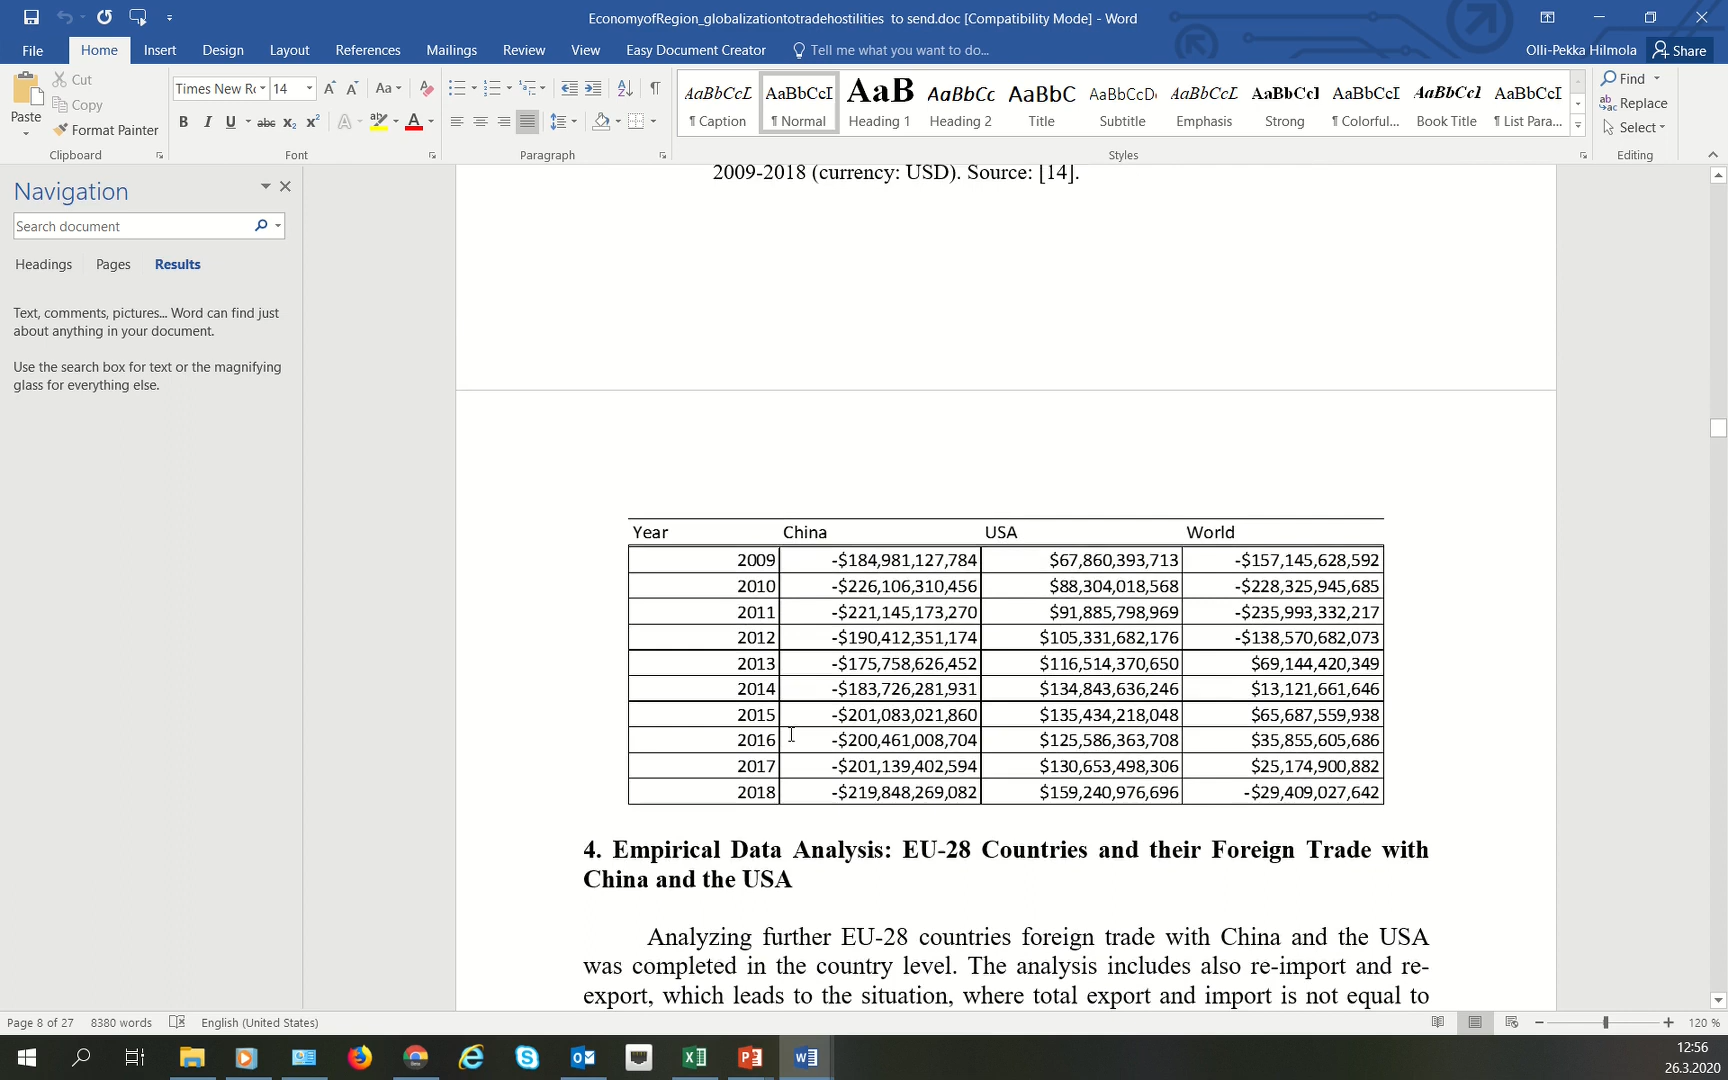 EconomyofRegion_globalizationtotradehostilities to send.doc [Compatibility Mode] - Word
File Home Insert Design Layout References Mailings Review View Easy Document Creator Tell me what you want to do... Olli-Pekka Hilmola Share
Paste
Cut
Copy
Format Painter
Clipboard
Times New Rc 14
Font
Paragraph
AaBbCcL AaBbCcI AaB AaBbCc AaBbC AaBbCcD AaBbCcL AaBbCcI AaBbCcI AaBbCcI AaBbCcI
¶ Caption ¶ Normal Heading 1 Heading 2 Title Subtitle Emphasis Strong ¶ Colorful... Book Title ¶ List Para...
Styles
Find
Replace
Select
Editing
Navigation
Search document
Headings Pages Results
Text, comments, pictures... Word can find just
about anything in your document.
Use the search box for text or the magnifying
glass for everything else.
2009-2018 (currency: USD). Source: [14].
Year China USA World
2009 -$184,981,127,784 $67,860,393,713 -$157,145,628,592
2010 -$226,106,310,456 $88,304,018,568 -$228,325,945,685
2011 -$221,145,173,270 $91,885,798,969 -$235,993,332,217
2012 -$190,412,351,174 $105,331,682,176 -$138,570,682,073
2013 -$175,758,626,452 $116,514,370,650 $69,144,420,349
2014 -$183,726,281,931 $134,843,636,246 $13,121,661,646
2015 -$201,083,021,860 $135,434,218,048 $65,687,559,938
2016 -$200,461,008,704 $125,586,363,708 $35,855,605,686
2017 -$201,139,402,594 $130,653,498,306 $25,174,900,882
2018 -$219,848,269,082 $159,240,976,696 -$29,409,027,642
4. Empirical Data Analysis: EU-28 Countries and their Foreign Trade with
China and the USA
Analyzing further EU-28 countries foreign trade with China and the USA
was completed in the country level. The analysis includes also re-import and re-
export, which leads to the situation, where total export and import is not equal to
Page 8 of 27 8380 words English (United States) 120 %
12:56
26.3.2020